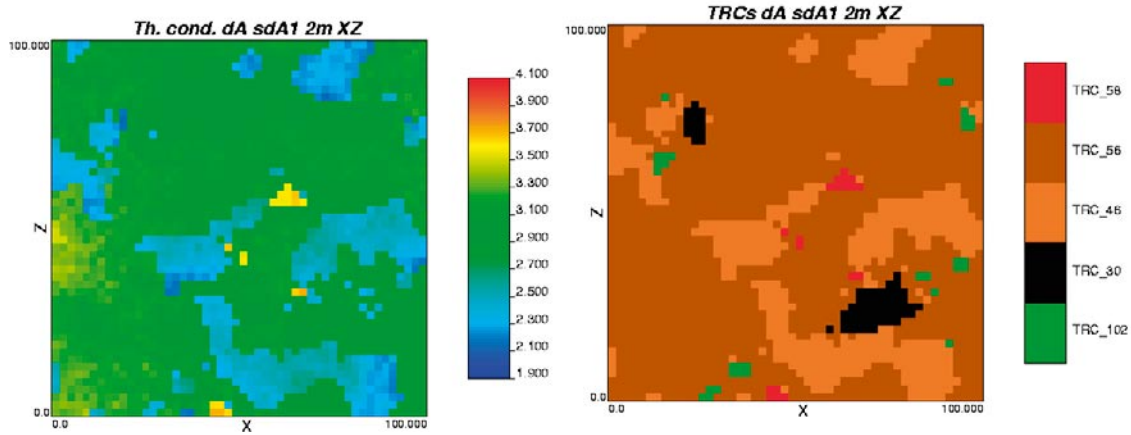 Th. cond. dA sdA1 2m XZ
100.000
Z
0.0
0.0
X
100.000
4.100
3.900
3.700
3.500
3.300
3.100
2.900
2.700
2.500
2.300
2.100
1.900
TRCs dA sdA1 2m XZ
100.000
Z
0.0
0.0
X
100.000
TRC_58
TRC_56
TRC_46
TRC_30
TRC_102